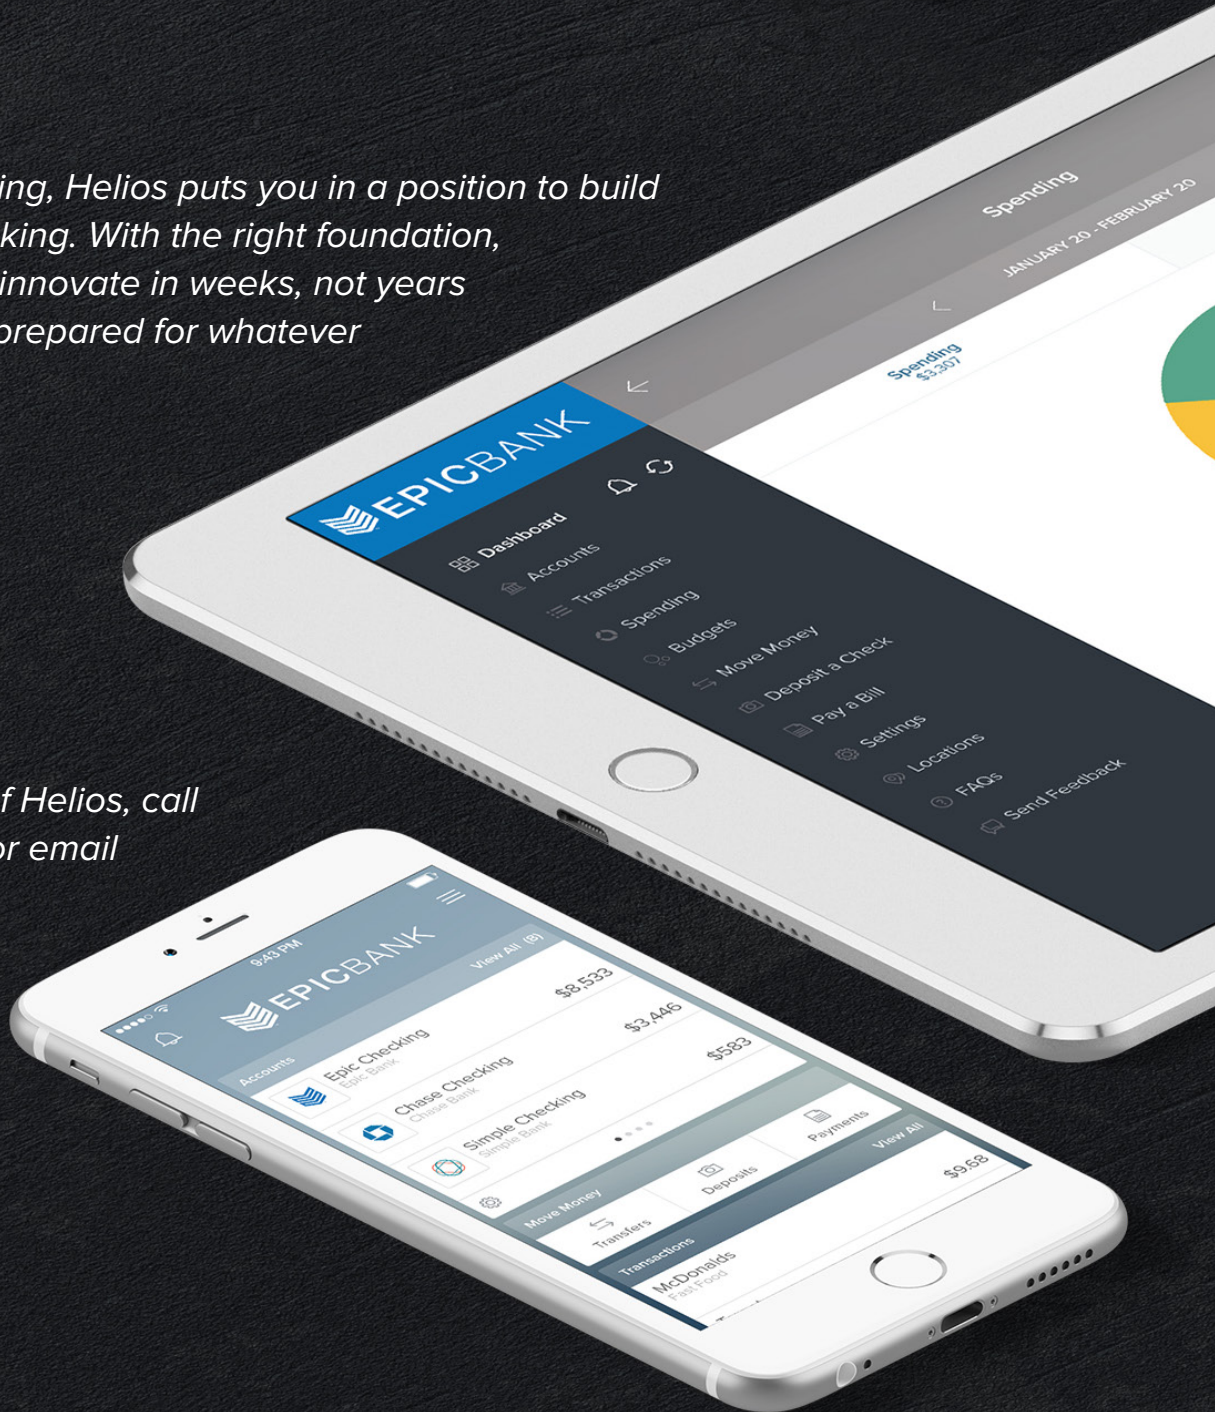 ing, Helios puts you in a position to build
king. With the right foundation,
innovate in weeks, not years
prepared for whatever
f Helios, call
or email
Spending
JANUARY 20 - FEBRUARY 20
Spending
$3,307
EPICBANK
Dashboard
Accounts
Transactions
Spending
Budgets
Move Money
Deposit a Check
Pay a Bill
Settings
Locations
FAQs
Send Feedback
9:43 PM
EPICBANK
Accounts
View All (8)
Epic Checking
Epic Bank
$8,533
Chase Checking
Chase Bank
$3,446
Simple Checking
Simple Bank
$583
Move Money
Transfers
Deposits
Payments
Transactions
View All
McDonalds
Fast Food
$9.68